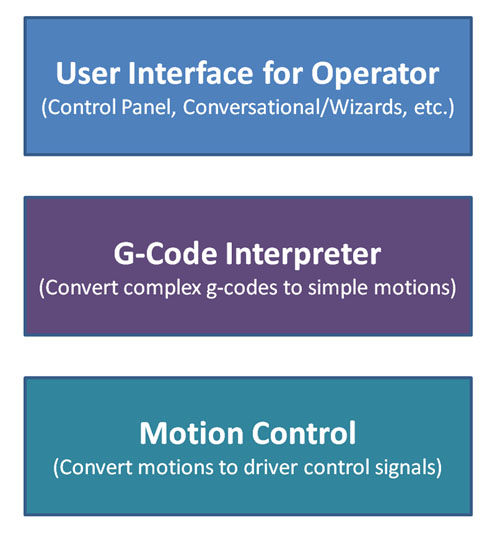 User Interface for Operator
(Control Panel, Conversational/Wizards, etc.)
G-Code Interpreter
(Convert complex g-codes to simple motions)
Motion Control
(Convert motions to driver control signals)